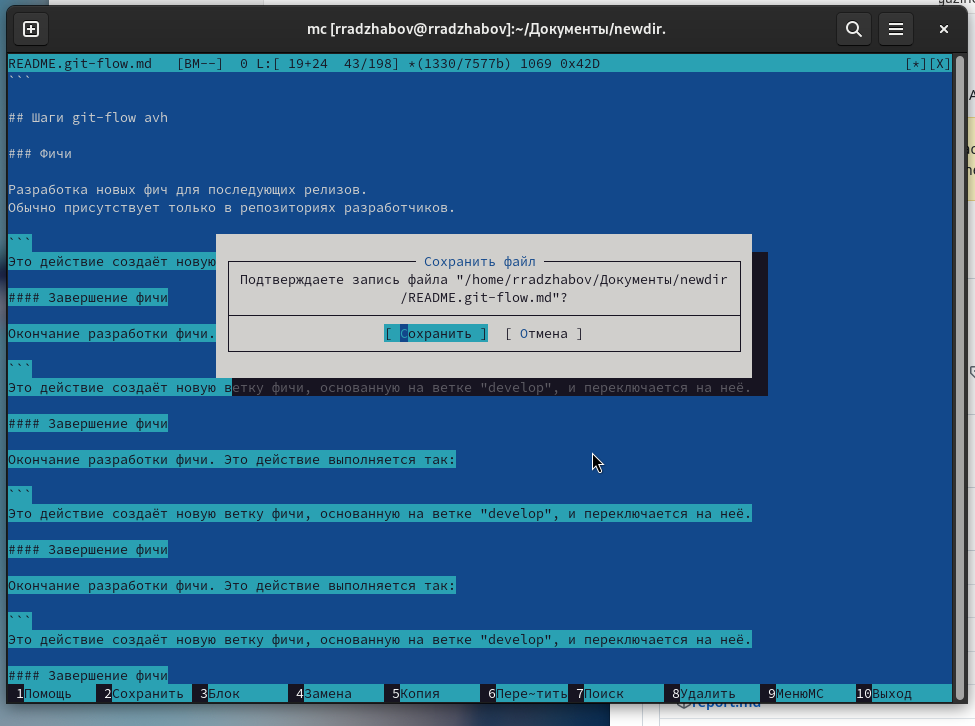 mc [rradzhabov@rradzhabov]:~/Документы/newdir.
README.git-flow.md [BM--] 0 L:[ 19+24 43/198] *(1330/7577b) 1069 0x42D [*][X]
```
## Шаги git-flow avh
### Фичи
Разработка новых фич для последующих релизов.
Обычно присутствует только в репозиториях разработчиков.
```
Это действие создаёт новую
#### Завершение фичи
Окончание разработки фичи.
```
Сохранить файл
Подтверждаете запись файла "/home/rradzhabov/Документы/newdir
/README.git-flow.md"?
[ Сохранить ] [ Отмена ]
Это действие создаёт новую ветку фичи, основанную на ветке "develop", и переключается на неё.
#### Завершение фичи
Окончание разработки фичи. Это действие выполняется так:
```
Это действие создаёт новую ветку фичи, основанную на ветке "develop", и переключается на неё.
#### Завершение фичи
Окончание разработки фичи. Это действие выполняется так:
```
Это действие создаёт новую ветку фичи, основанную на ветке "develop", и переключается на неё.
#### Завершение фичи
1Помощь 2Сохранить 3Блок 4Замена 5Копия 6Пере~тить 7Поиск 8Удалить 9МенюMC 10Выход
report.md